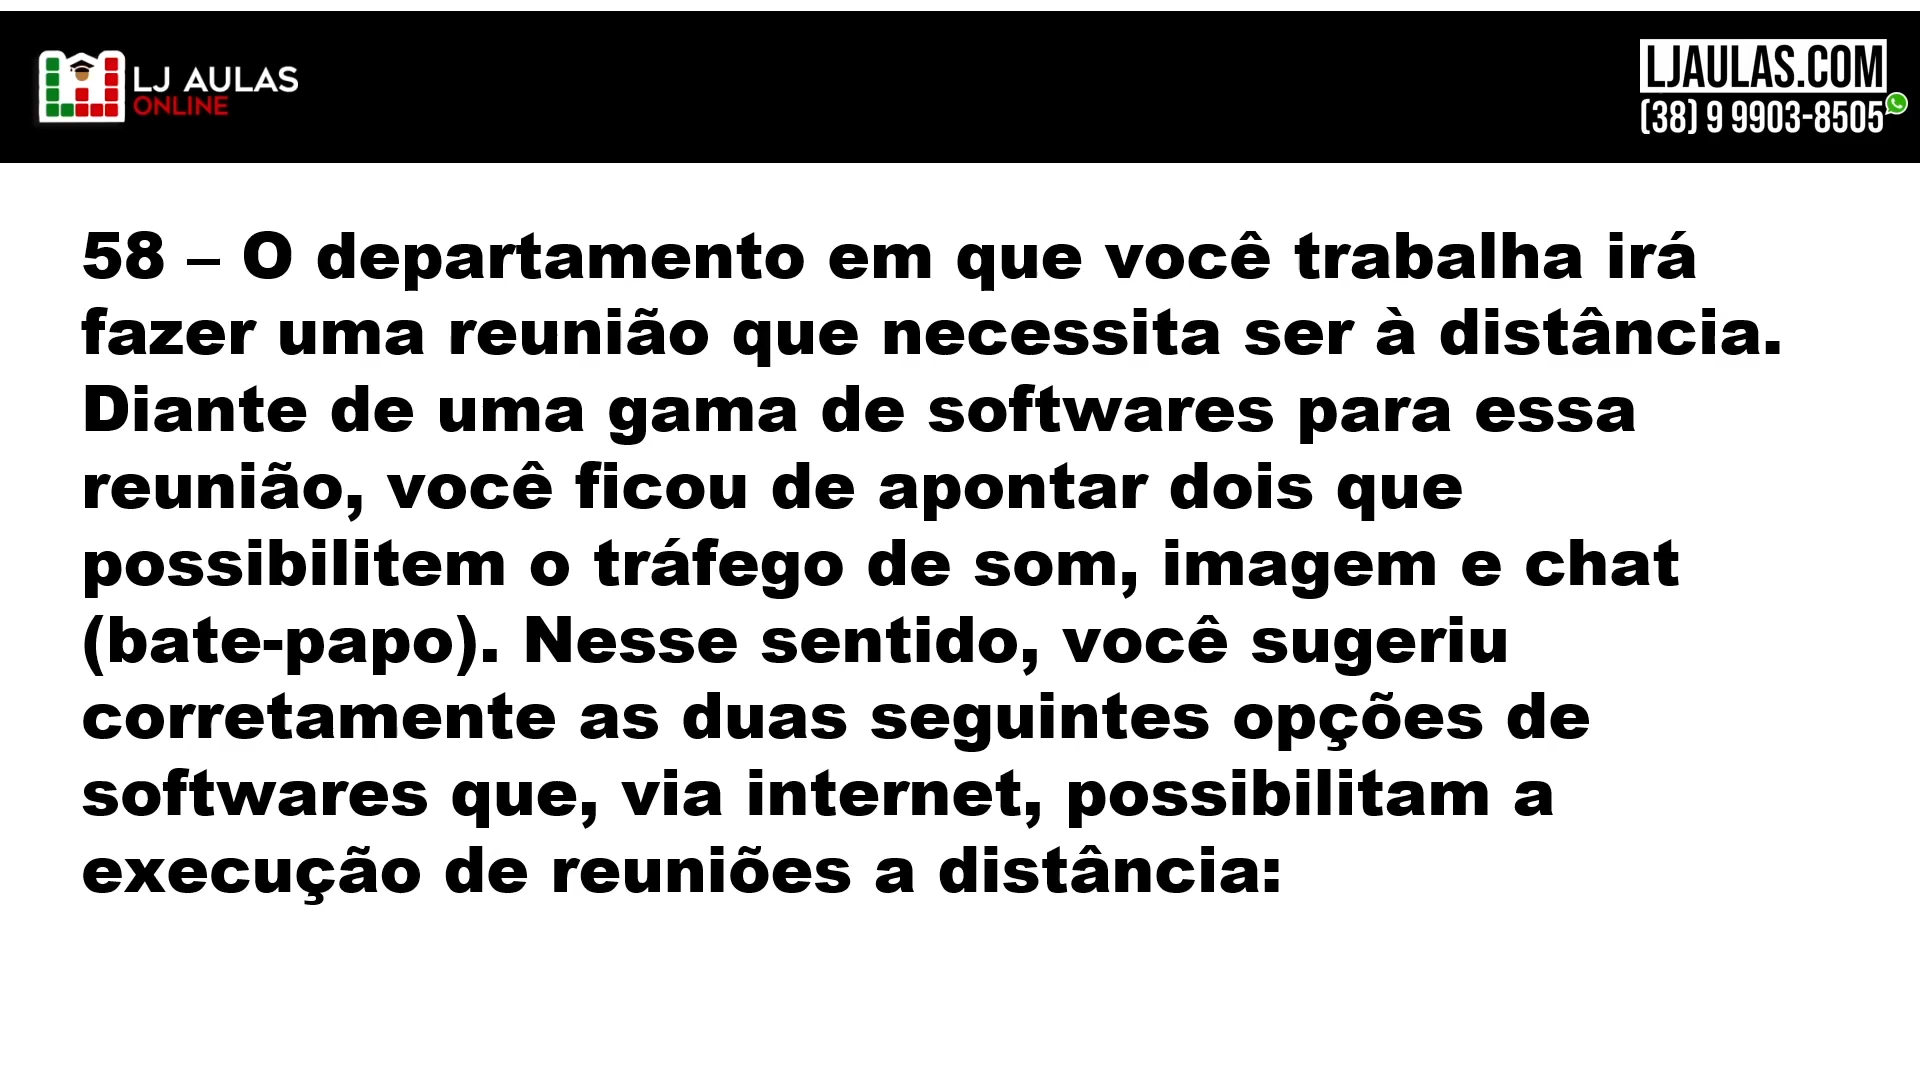 LJ AULAS
ONLINE
LJAULAS.COM
(38) 9 9903-8505
58 – O departamento em que você trabalha irá
fazer uma reunião que necessita ser à distância.
Diante de uma gama de softwares para essa
reunião, você ficou de apontar dois que
possibilitem o tráfego de som, imagem e chat
(bate-papo). Nesse sentido, você sugeriu
corretamente as duas seguintes opções de
softwares que, via internet, possibilitam a
execução de reuniões a distância: